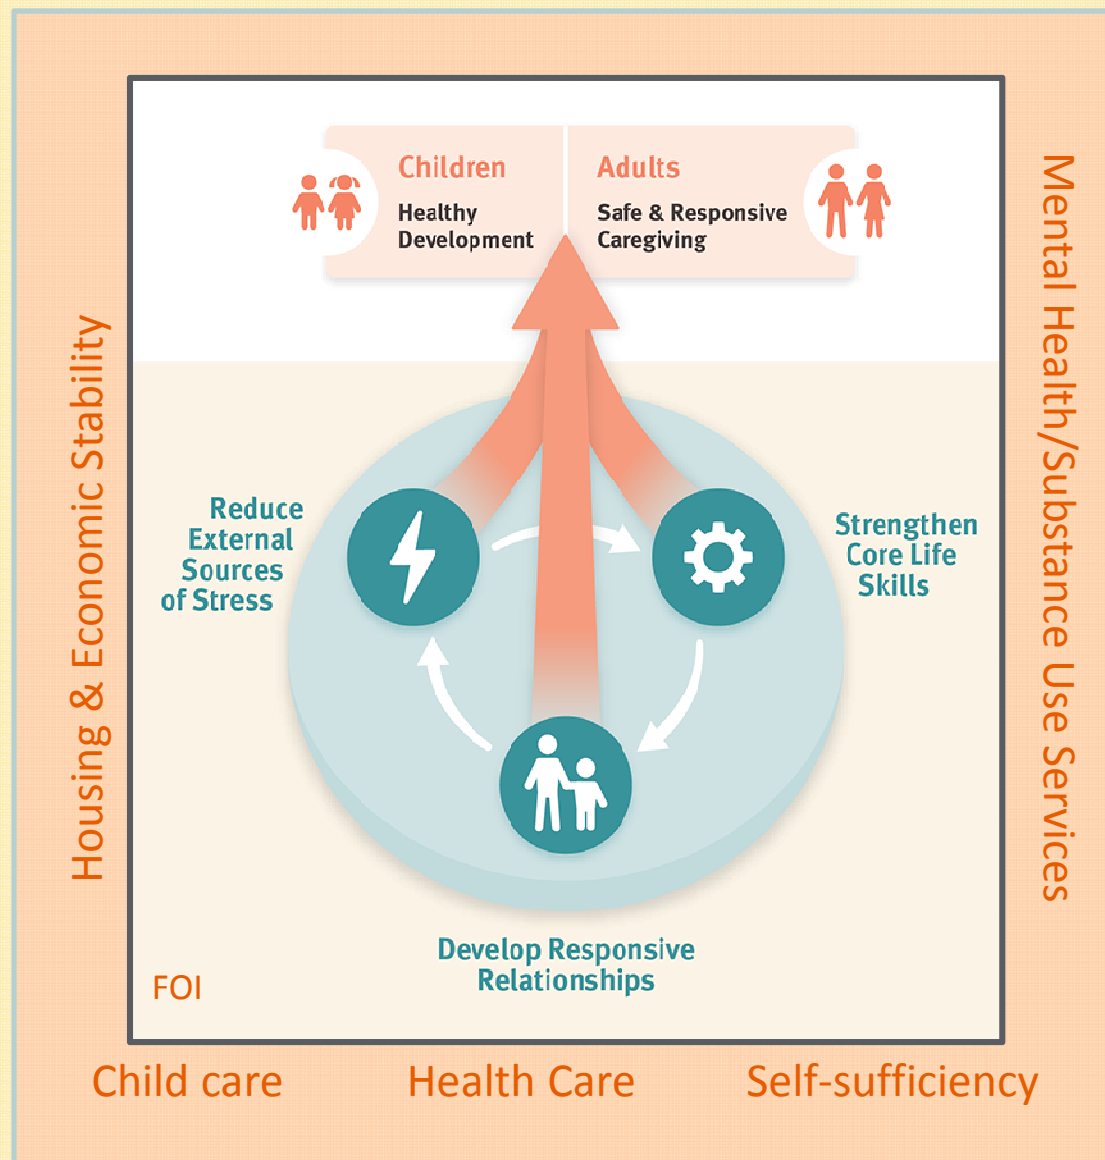 Children
Healthy
Development
Adults
Safe & Responsive
Caregiving
Housing & Economic Stability
Mental Health/Substance Use Services
Reduce
External
Sources
of Stress
Strengthen
Core Life
Skills
Develop Responsive
Relationships
FOI
Child care
Health Care
Self-sufficiency